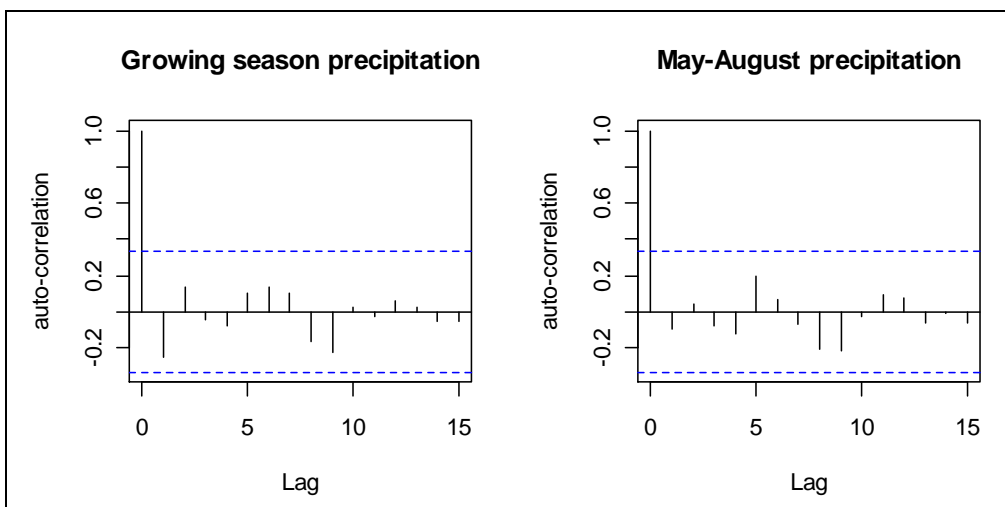 Growing season precipitation
auto-correlation
1.0
0.6
0.2
-0.2
0 5 10 15
Lag
May-August precipitation
auto-correlation
1.0
0.6
0.2
-0.2
0 5 10 15
Lag